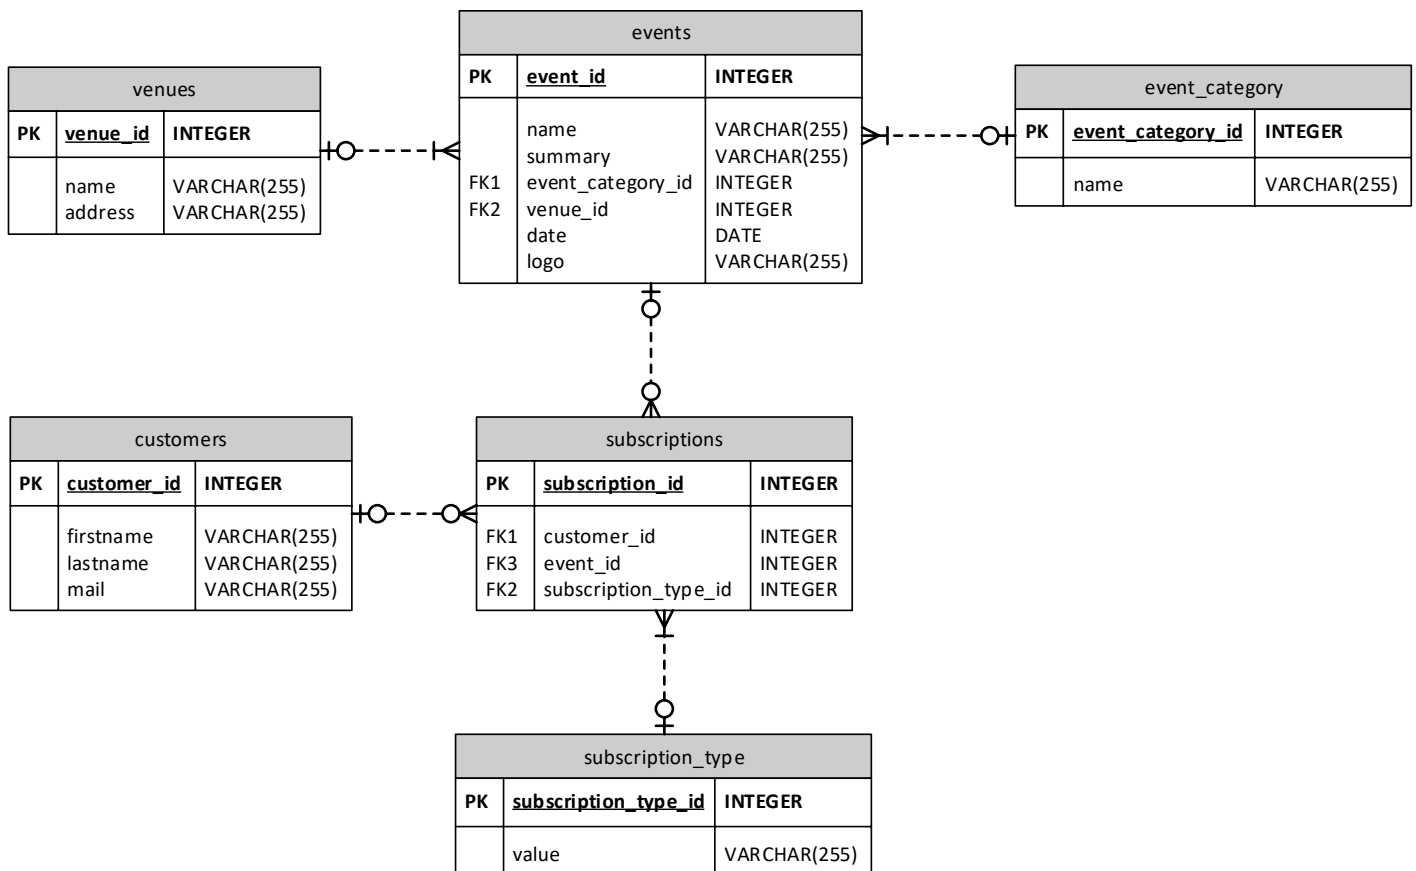 events
PK event_id INTEGER
name VARCHAR(255)
summary VARCHAR(255)
FK1 event_category_id INTEGER
FK2 venue_id INTEGER
date DATE
logo VARCHAR(255)
venues
PK venue_id INTEGER
name VARCHAR(255)
address VARCHAR(255)
event_category
PK event_category_id INTEGER
name VARCHAR(255)
customers
PK customer_id INTEGER
firstname VARCHAR(255)
lastname VARCHAR(255)
mail VARCHAR(255)
subscriptions
PK subscription_id INTEGER
FK1 customer_id INTEGER
FK3 event_id INTEGER
FK2 subscription_type_id INTEGER
subscription_type
PK subscription_type_id INTEGER
value VARCHAR(255)